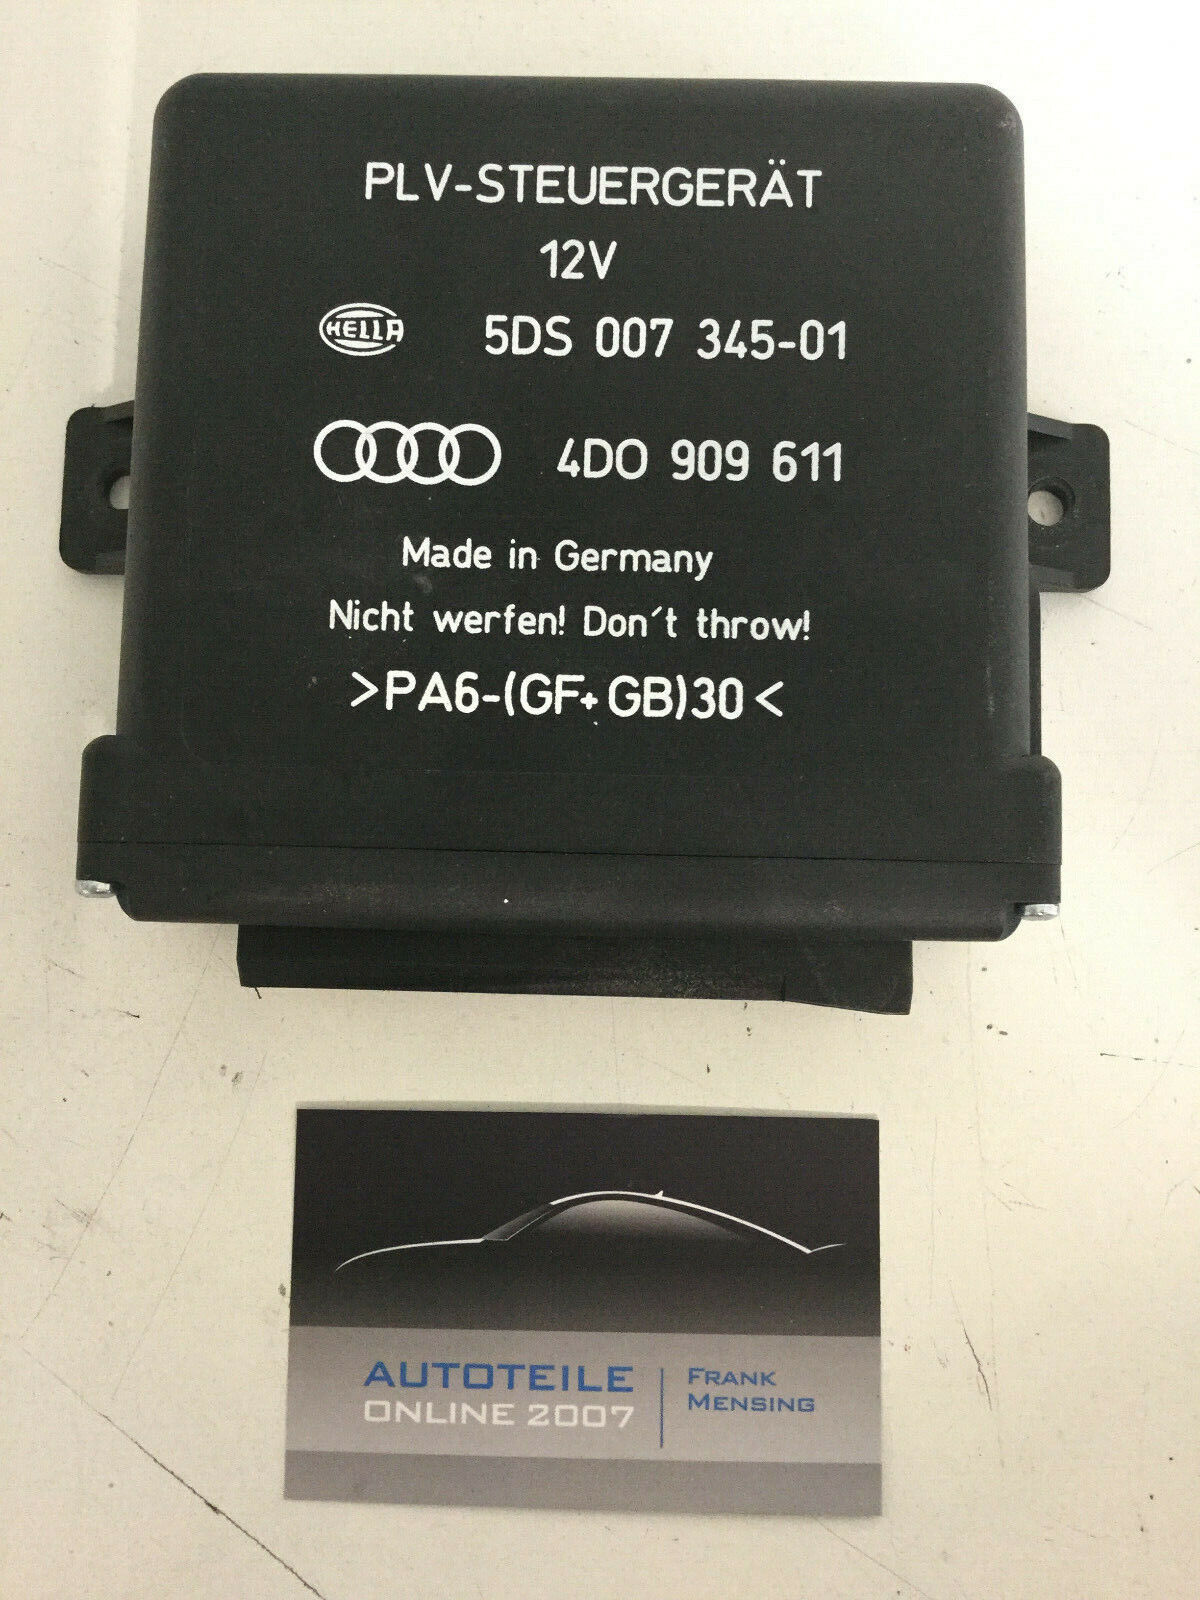 PLV-STEUERGERÄT
12V
HELLA 5DS 007 345-01
4D0 909 611
Made in Germany
Nicht werfen! Don't throw!
>PA6-(GF+GB)30<
AUTOTEILE
ONLINE 2007
FRANK
MENSING